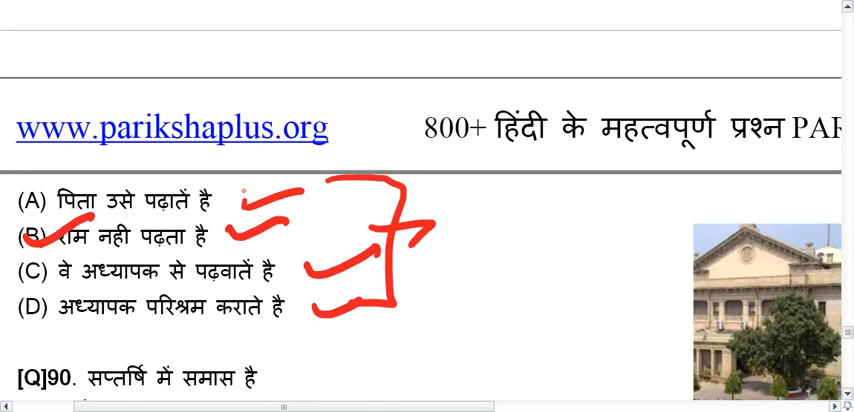 www.parikshaplus.org 800+ हिंदी के महत्वपूर्ण प्रश्न PAR
(A) पिता उसे पढ़ातें है
(B) राम नही पढ़ता है
(C) वे अध्यापक से पढ़वातें है
(D) अध्यापक परिश्रम कराते है
[Q]90. सप्तर्षि में समास है